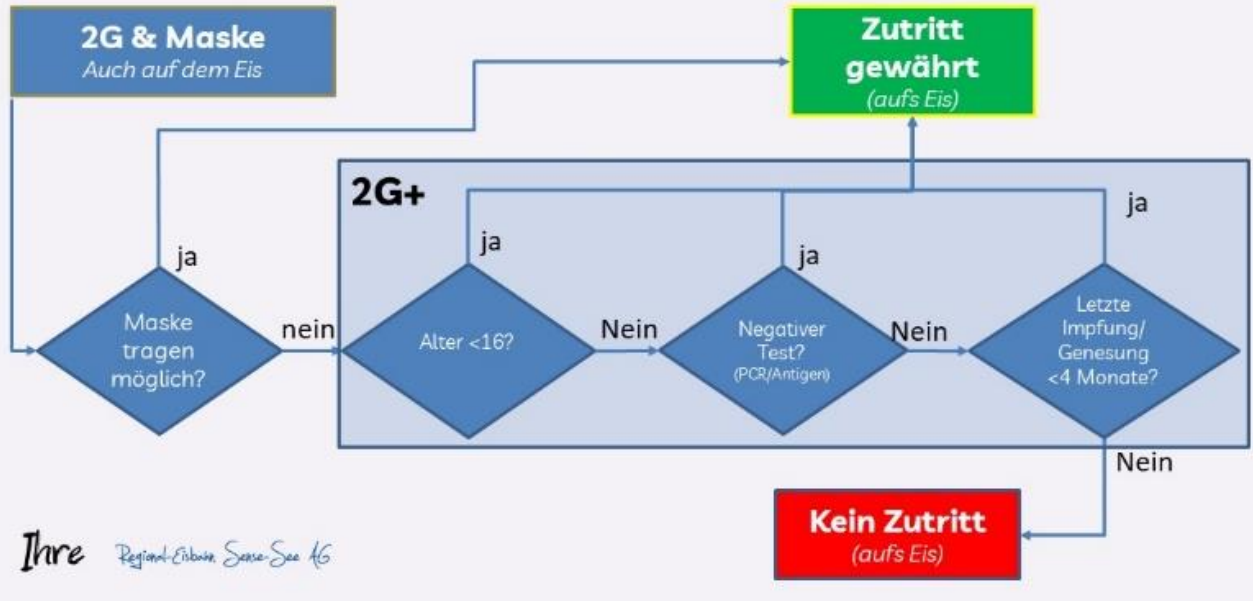 2G & Maske
Auch auf dem Eis
Zutritt
gewährt
(aufs Eis)
2G+
ja
ja
ja
ja
Maske
tragen
möglich?
nein
Alter <16?
Nein
Negativer
Test?
(PCR/Antigen)
Nein
Letzte
Impfung/
Genesung
<4 Monate?
Nein
Kein Zutritt
(aufs Eis)
Ihre Regional-Eisbahn Sense-See AG